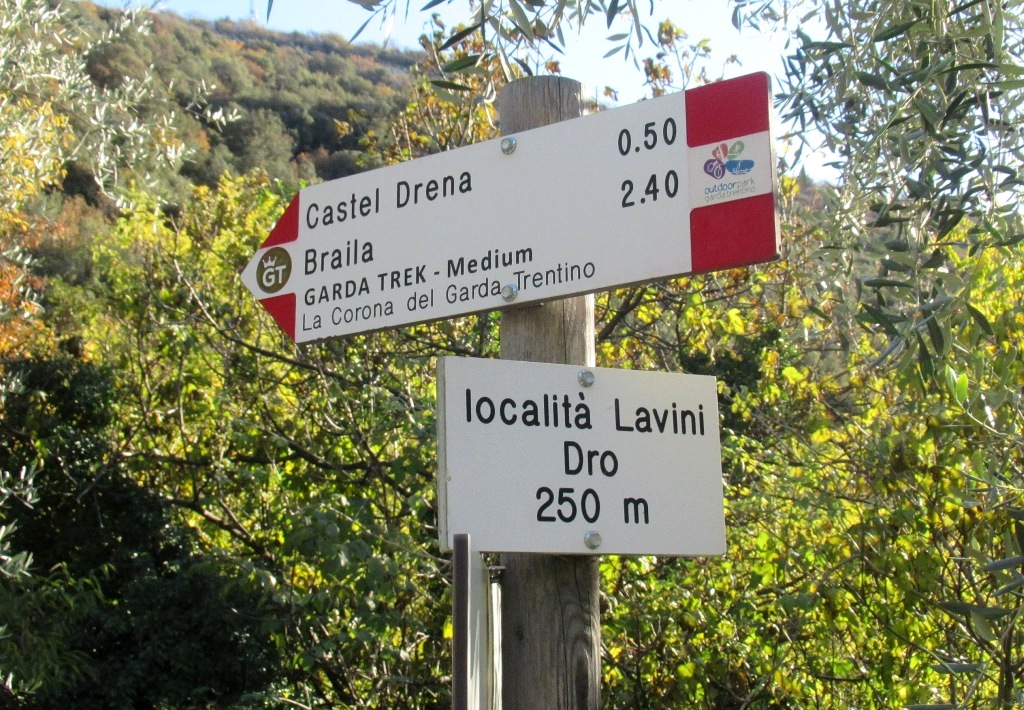 Castel Drena 0.50
Braila 2.40
GARDA TREK - Medium
La Corona del Garda Trentino
GT
outdoorpark
garda trentino
località Lavini
Dro
250 m